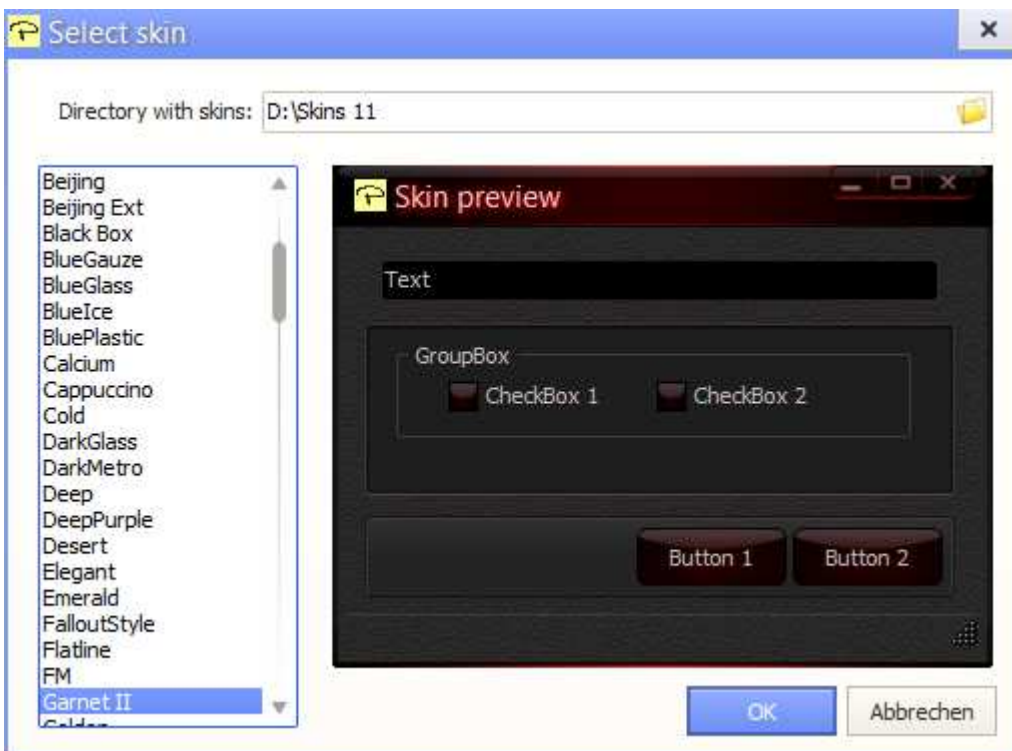 Select skin
Directory with skins: D:\Skins 11
Beijing
Beijing Ext
Black Box
BlueGauze
BlueGlass
BlueIce
BluePlastic
Calcium
Cappuccino
Cold
DarkGlass
DarkMetro
Deep
DeepPurple
Desert
Elegant
Emerald
FalloutStyle
Flatline
FM
Garnet II
Skin preview
Text
GroupBox
CheckBox 1 CheckBox 2
Button 1 Button 2
OK Abbrechen